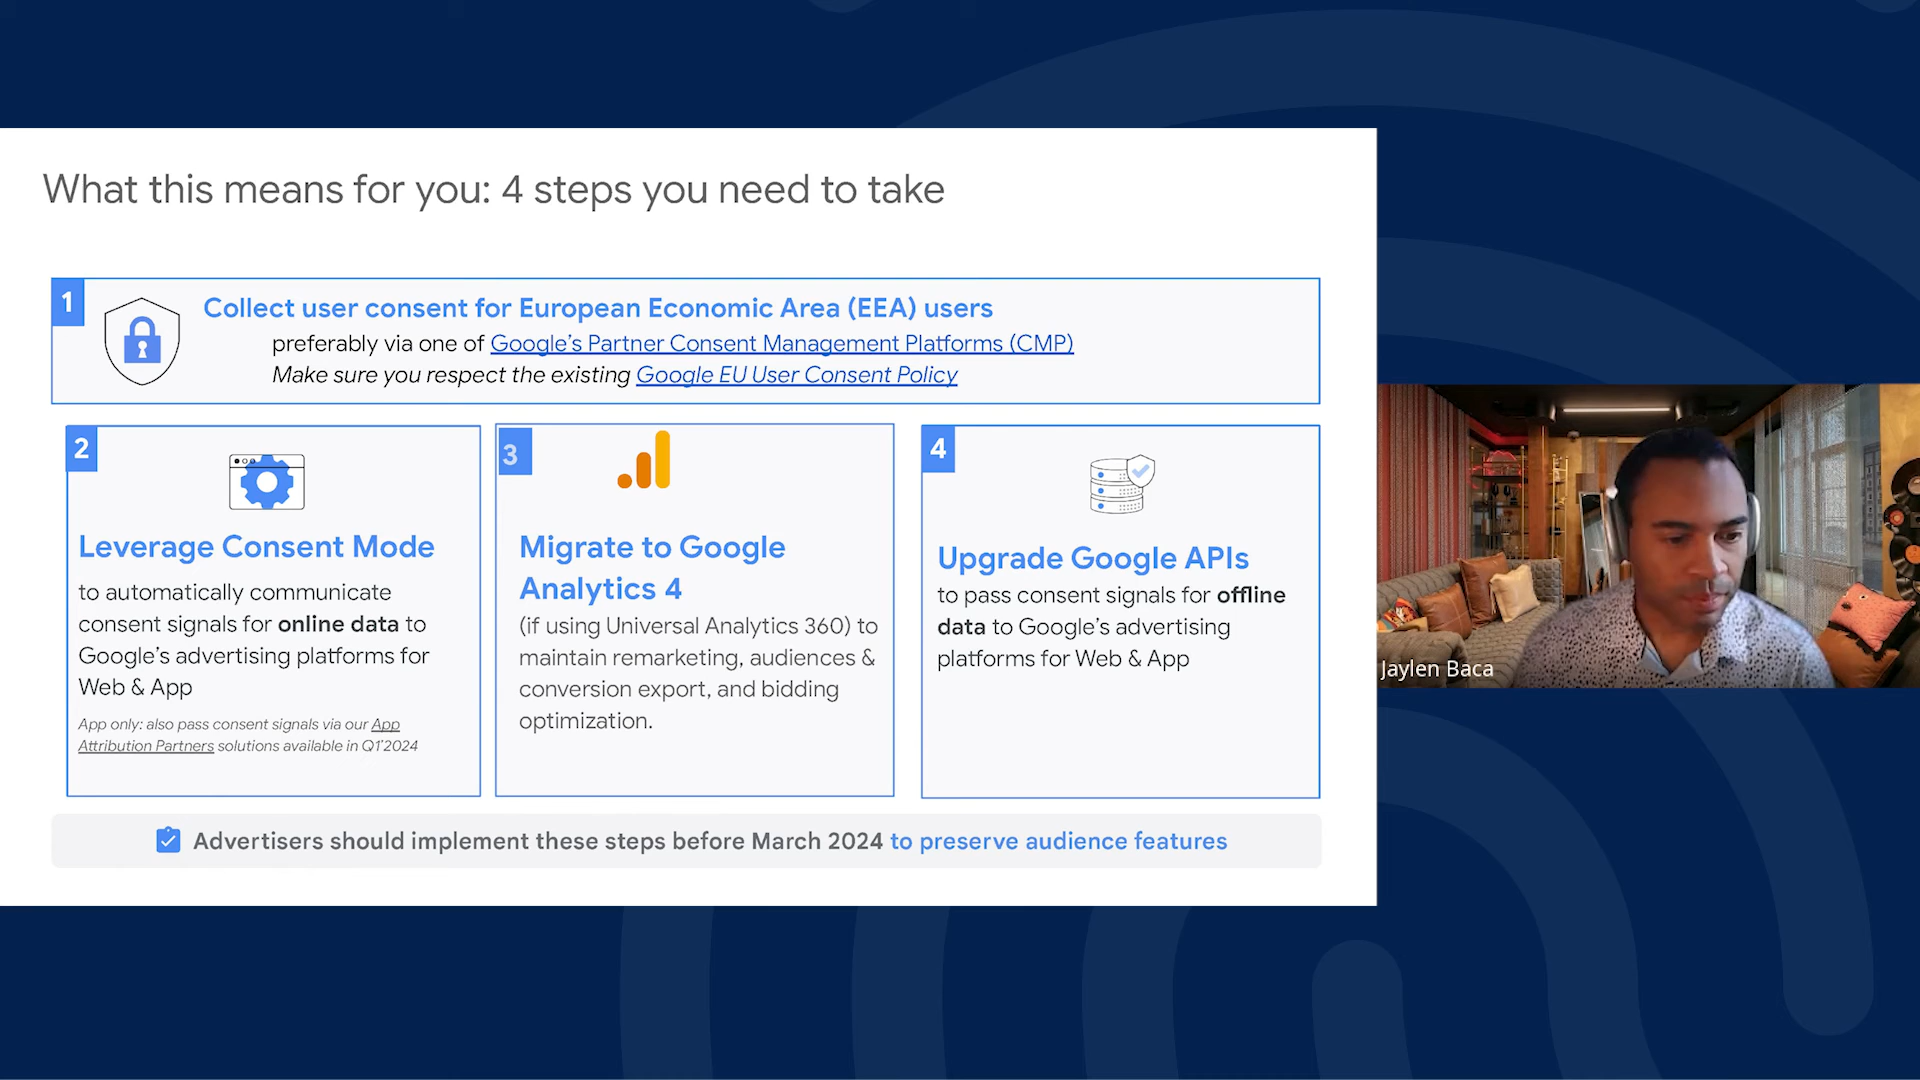 What this means for you: 4 steps you need to take
1
Collect user consent for European Economic Area (EEA) users
preferably via one of Google's Partner Consent Management Platforms (CMP)
Make sure you respect the existing Google EU User Consent Policy
2
Leverage Consent Mode
to automatically communicate
consent signals for online data to
Google's advertising platforms for
Web & App
App only: also pass consent signals via our App
Attribution Partners solutions available in Q1'2024
3
Migrate to Google
Analytics 4
(if using Universal Analytics 360) to
maintain remarketing, audiences &
conversion export, and bidding
optimization.
4
Upgrade Google APIs
to pass consent signals for offline
data to Google's advertising
platforms for Web & App
Advertisers should implement these steps before March 2024 to preserve audience features
Jaylen Baca